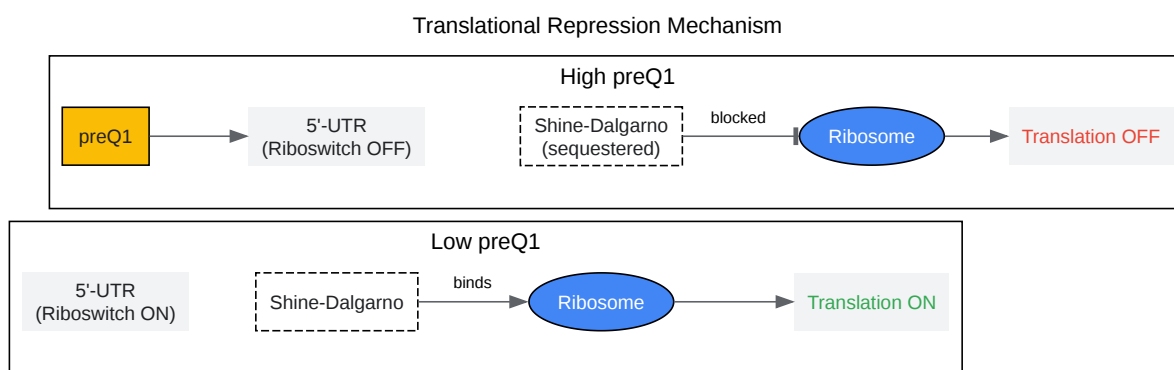 Translational Repression Mechanism
High preQ1
preQ1
5'-UTR
(Riboswitch OFF)
Shine-Dalgarno
(sequestered)
blocked
Ribosome
Translation OFF
Low preQ1
5'-UTR
(Riboswitch ON)
Shine-Dalgarno
binds
Ribosome
Translation ON